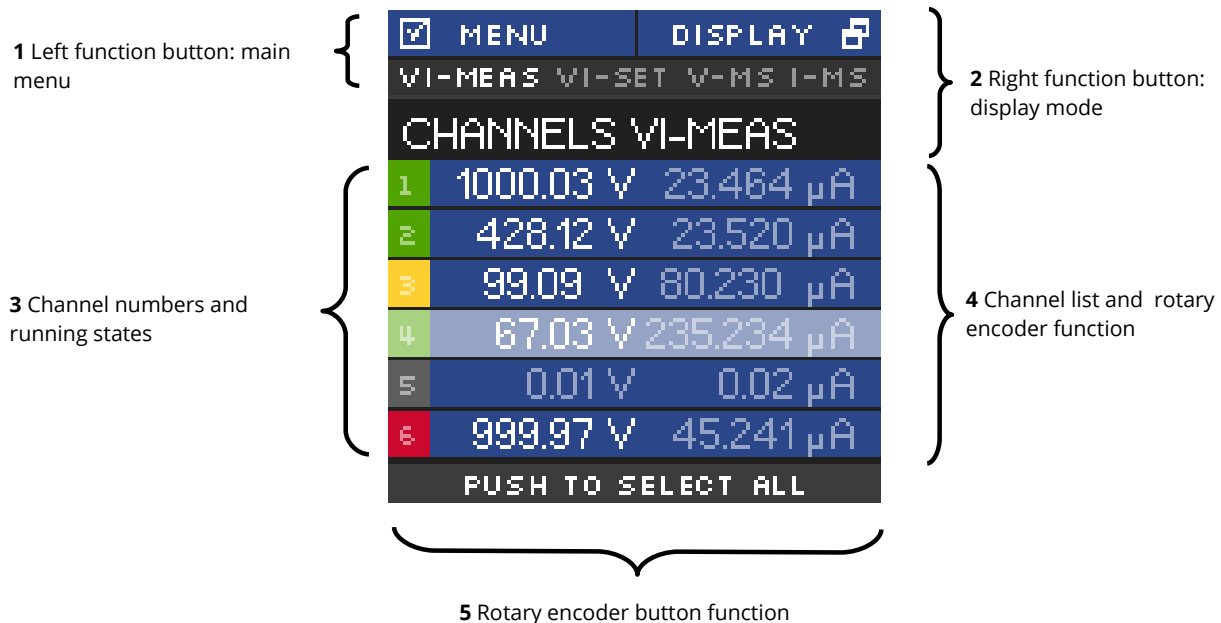 1 Left function button: main
menu
MENU
DISPLAY
VI-MEAS VI-SET V-MS I-MS
2 Right function button:
display mode
CHANNELS VI-MEAS
3 Channel numbers and
running states
1 1000.03 V 23.464 µA
2 428.12 V 23.520 µA
3 99.09 V 80.230 µA
4 67.03 V 235.234 µA
5 0.01 V 0.02 µA
6 999.97 V 45.241 µA
4 Channel list and rotary
encoder function
PUSH TO SELECT ALL
5 Rotary encoder button function